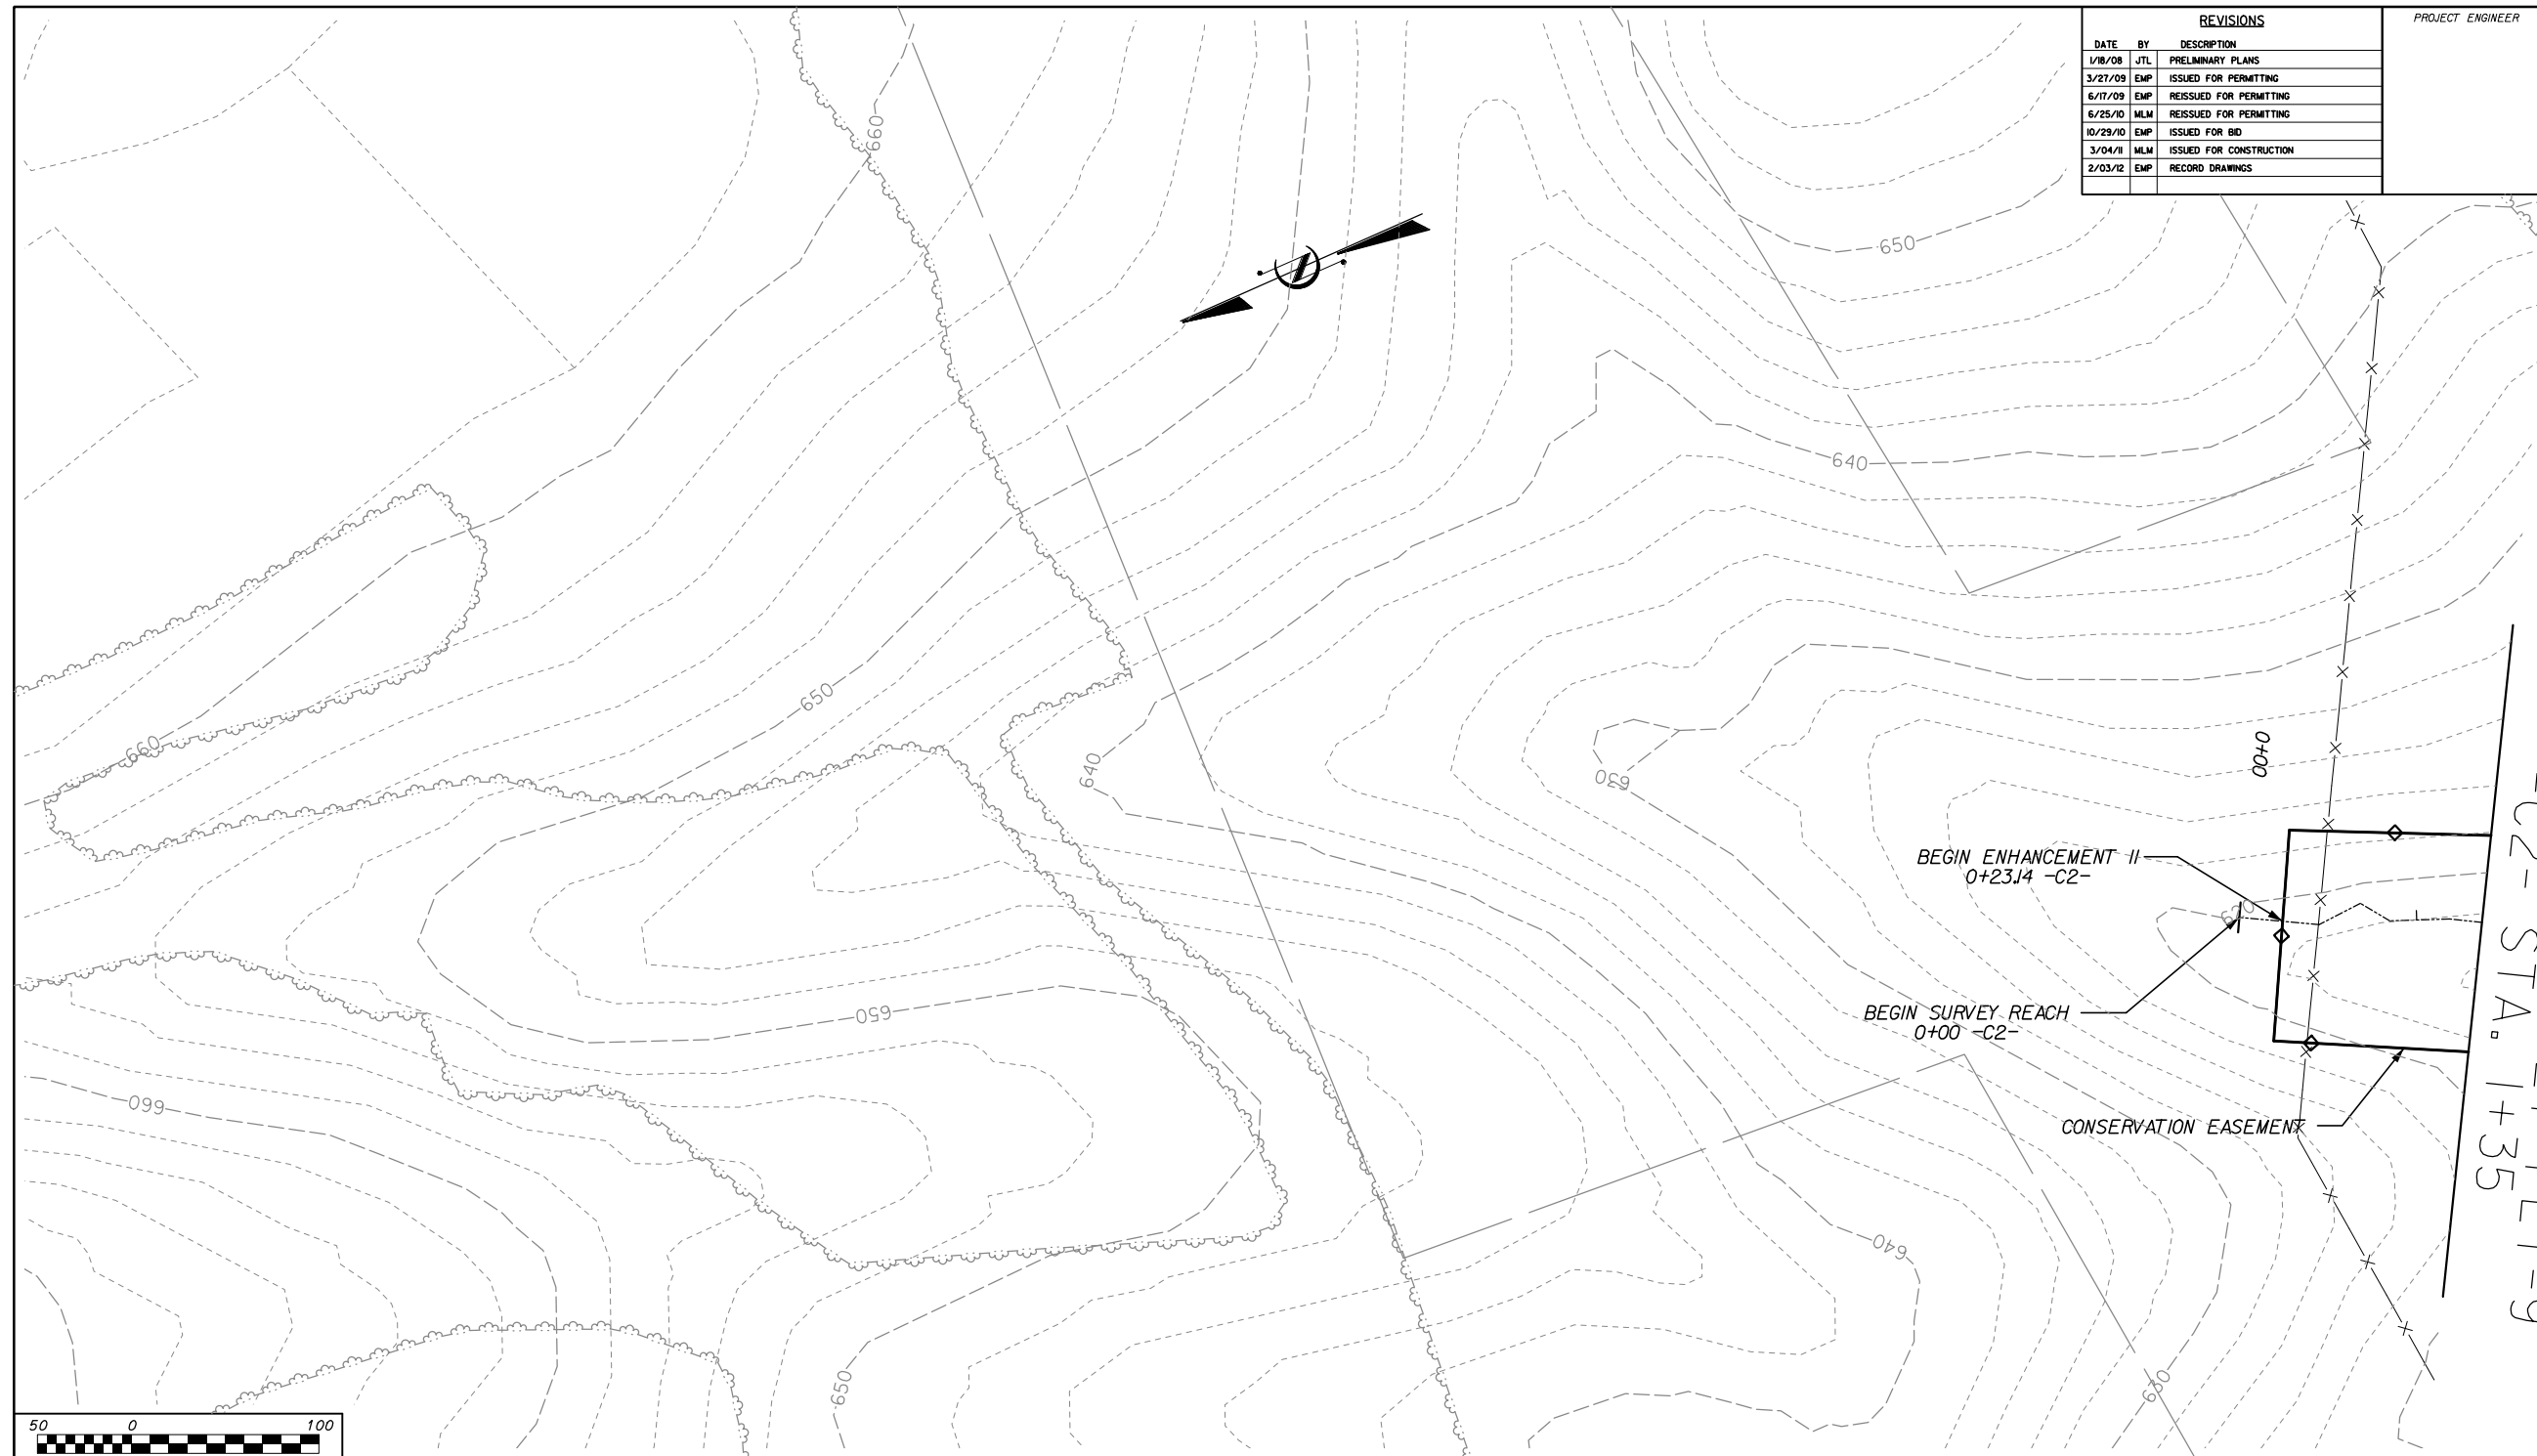 REVISIONS
DATE BY DESCRIPTION
1/18/08 JTL PRELIMINARY PLANS
3/27/09 EMP ISSUED FOR PERMITTING
6/17/09 EMP REISSUED FOR PERMITTING
6/25/10 MLM REISSUED FOR PERMITTING
10/29/10 EMP ISSUED FOR BID
3/04/11 MLM ISSUED FOR CONSTRUCTION
2/03/12 EMP RECORD DRAWINGS
PROJECT ENGINEER
660
650
640
650
660
640
630
0+00
BEGIN ENHANCEMENT II
0+23.14 -C2-
620
650
BEGIN SURVEY REACH
0+00 -C2-
660
CONSERVATION EASEMENT
640
650
630
-C2- STA. 1+35
50 0 100